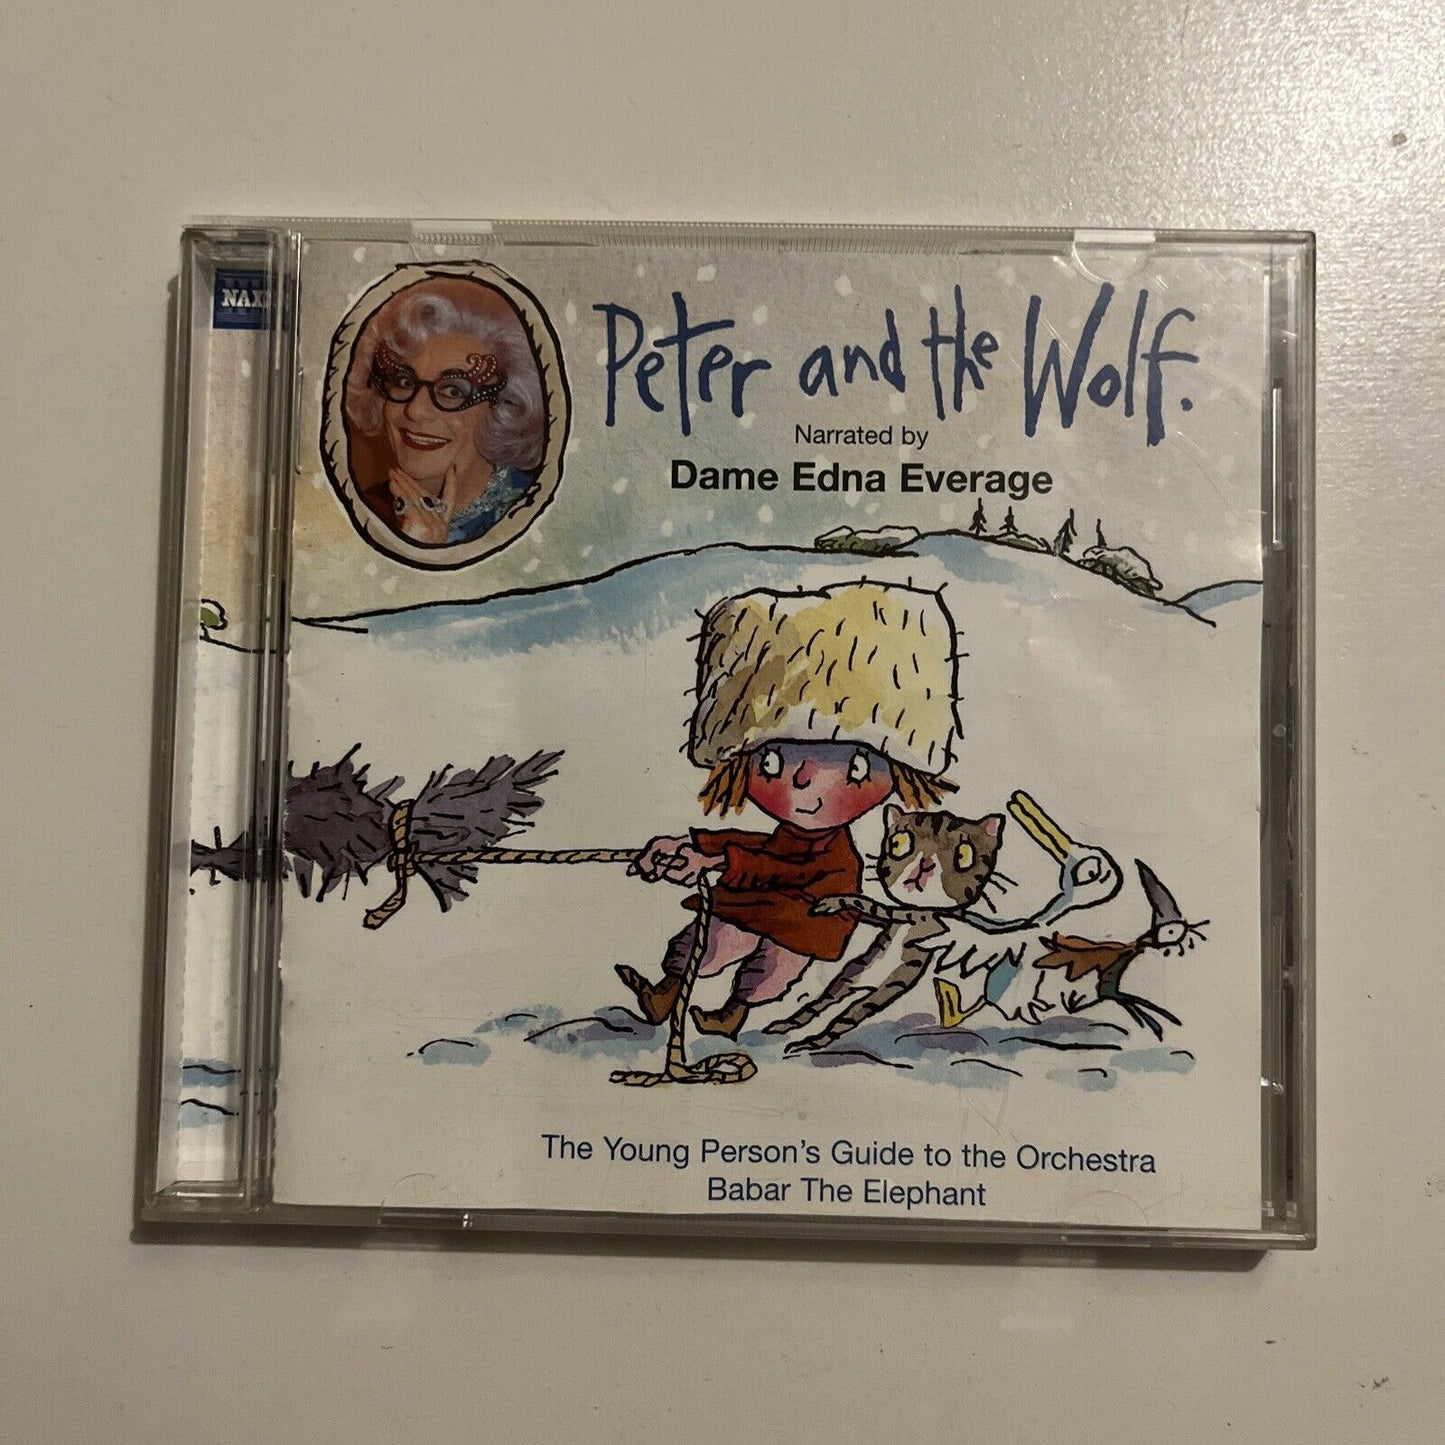 Peter and the Wolf.
Narrated by
Dame Edna Everage
The Young Person's Guide to the Orchestra
Babar The Elephant